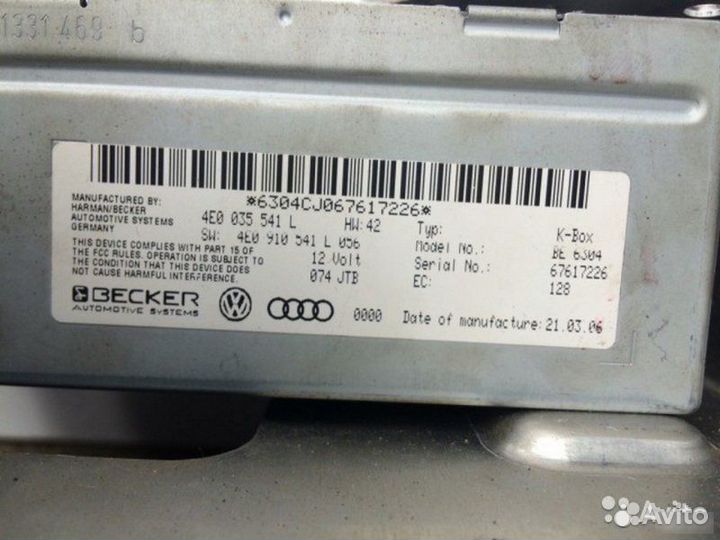 1331 469 b
*6304CJ067617226*
MANUFACTURED BY:
HARMAN/BECKER
AUTOMOTIVE SYSTEMS
GERMANY
4E0 035 541 L HW:42
SW: 4E0 910 541 L 056
12 Volt
074 JTB
Typ: K-Box
Model No.: BE 6304
Serial No.: 67617226
EC: 128
THIS DEVICE COMPLIES WITH PART 15 OF
THE FCC RULES. OPERATION IS SUBJECT TO
THE CONDITION THAT THIS DEVICE DOES
NOT CAUSE HARMFUL INTERFERENCE
BECKER
AUTOMOTIVE SYSTEMS
0000
Date of manufacture: 21.03.06
Avito